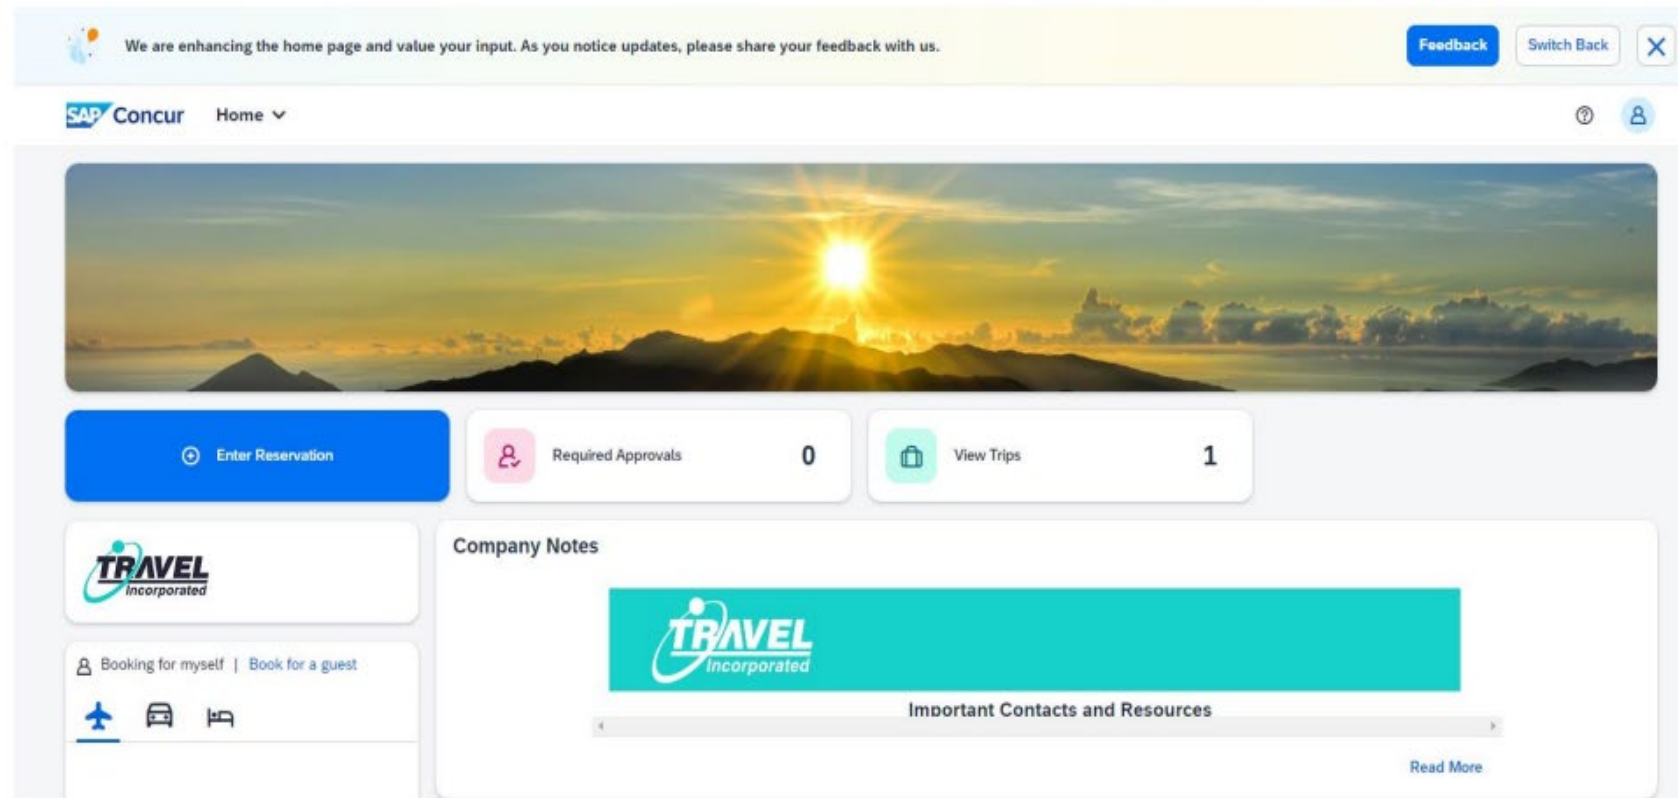 We are enhancing the home page and value your input. As you notice updates, please share your feedback with us.
Feedback
Switch Back
SAP Concur
Home
Enter Reservation
Required Approvals
0
View Trips
1
TRAVEL
Incorporated
Company Notes
TRAVEL
Incorporated
Booking for myself | Book for a guest
Important Contacts and Resources
Read More